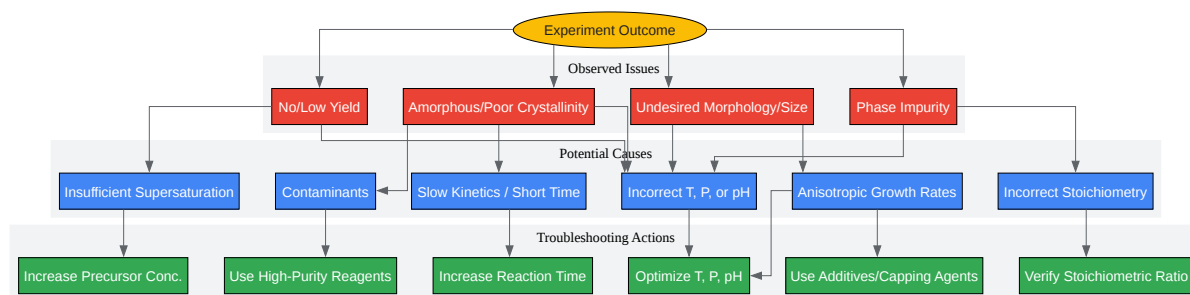 Experiment Outcome
Observed Issues
No/Low Yield
Amorphous/Poor Crystallinity
Undesired Morphology/Size
Phase Impurity
Potential Causes
Insufficient Supersaturation
Contaminants
Slow Kinetics / Short Time
Incorrect T, P, or pH
Anisotropic Growth Rates
Incorrect Stoichiometry
Troubleshooting Actions
Increase Precursor Conc.
Use High-Purity Reagents
Increase Reaction Time
Optimize T, P, pH
Use Additives/Capping Agents
Verify Stoichiometric Ratio